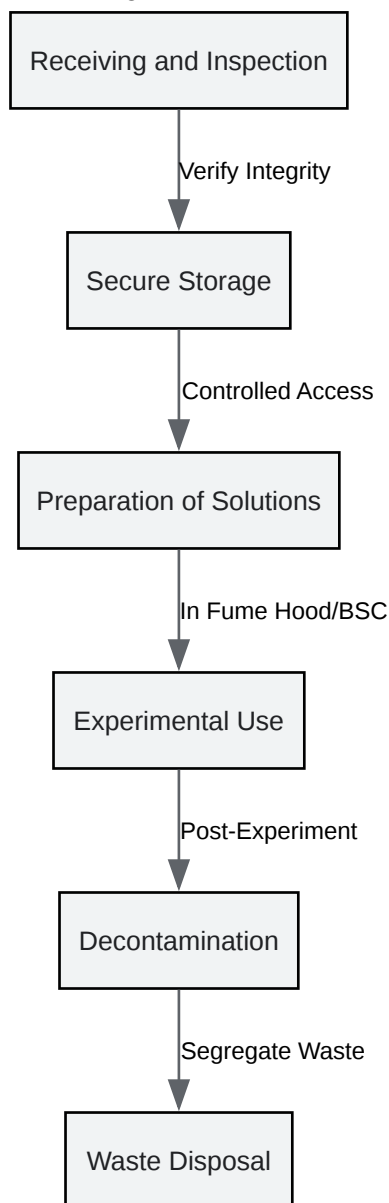 Receiving and Inspection
Verify Integrity
Secure Storage
Controlled Access
Preparation of Solutions
In Fume Hood/BSC
Experimental Use
Post-Experiment
Decontamination
Segregate Waste
Waste Disposal